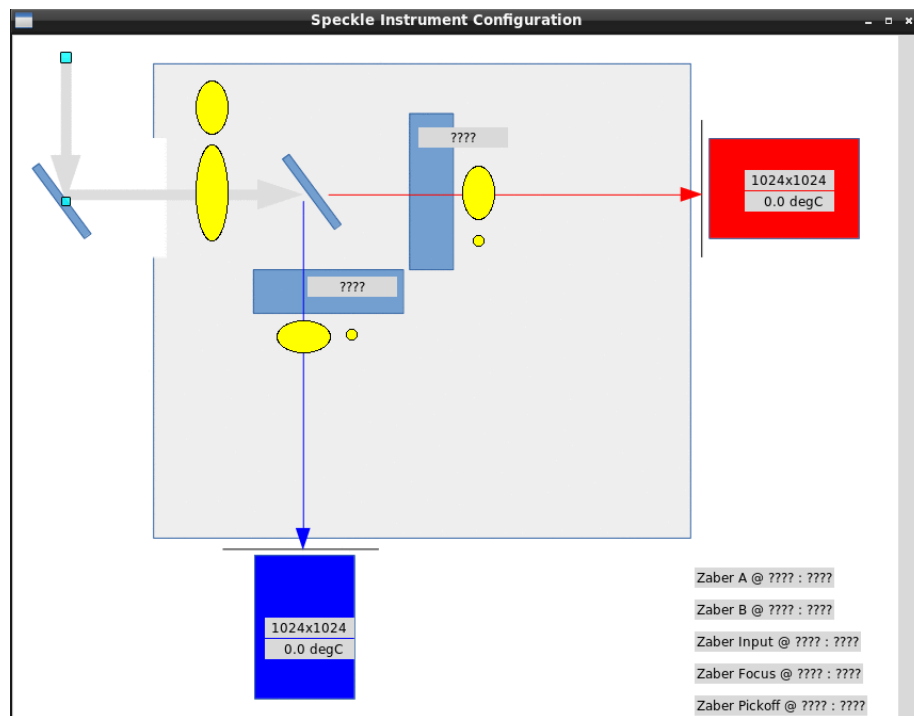 Speckle Instrument Configuration
????
1024x1024
0.0 degC
????
1024x1024
0.0 degC
Zaber A @ ???? : ????
Zaber B @ ???? : ????
Zaber Input @ ???? : ????
Zaber Focus @ ???? : ????
Zaber Pickoff @ ???? : ????